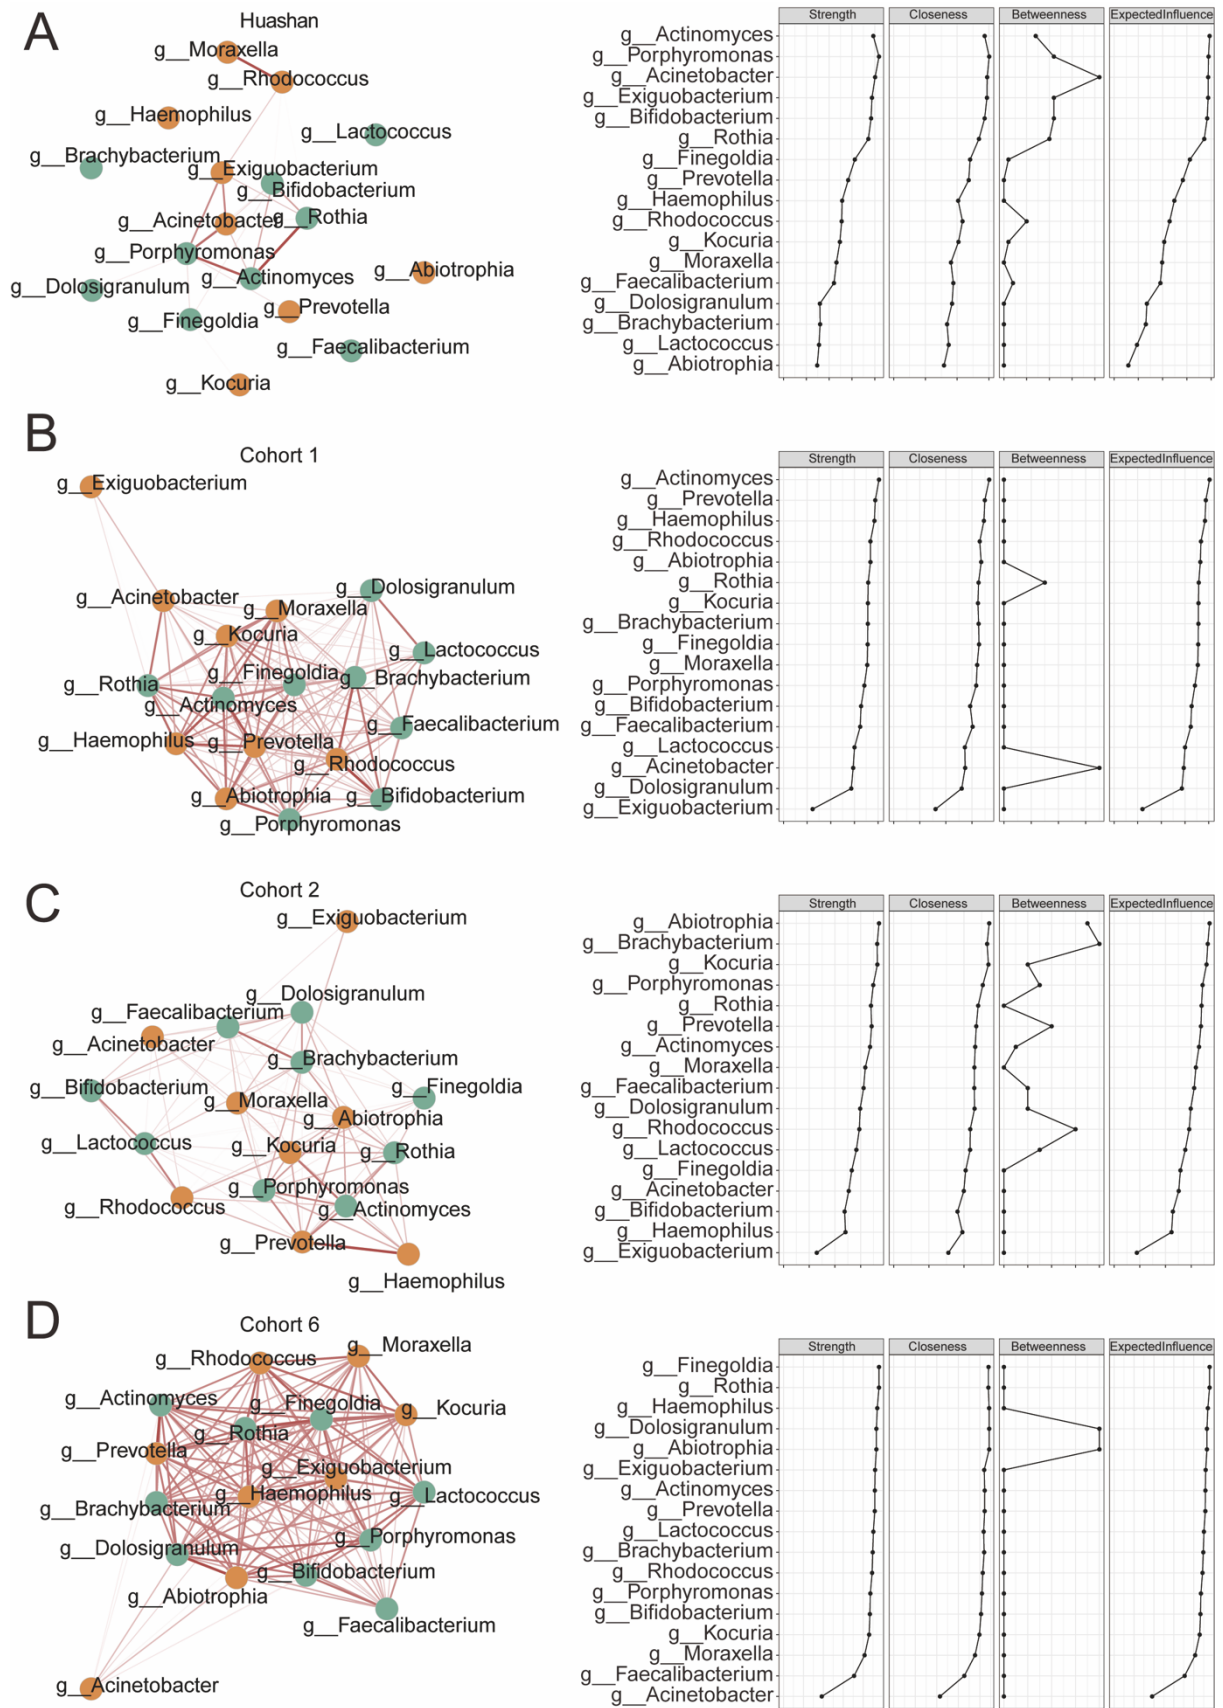 A
Huashan
g__Moraxella
g__Rhodococcus
g__Haemophilus
g__Lactococcus
g__Brachybacterium
g__Exiguobacterium
g__Bifidobacterium
g__Acinetobacter
g__Rothia
g__Porphyromonas
g__Actinomyces
g__Abiotrophia
g__Dolosigranulum
g__Prevotella
g__Finegoldia
g__Faecalibacterium
g__Kocuria
Strength Closeness Betweenness ExpectedInfluence
g__Actinomyces
g__Porphyromonas
g__Acinetobacter
g__Exiguobacterium
g__Bifidobacterium
g__Rothia
g__Finegoldia
g__Prevotella
g__Haemophilus
g__Rhodococcus
g__Kocuria
g__Moraxella
g__Faecalibacterium
g__Dolosigranulum
g__Brachybacterium
g__Lactococcus
g__Abiotrophia
B
Cohort 1
g__Exiguobacterium
g__Dolosigranulum
g__Acinetobacter
g__Moraxella
g__Kocuria
g__Lactococcus
g__Finegoldia
g__Brachybacterium
g__Rothia
g__Actinomyces
g__Faecalibacterium
g__Haemophilus
g__Prevotella
g__Rhodococcus
g__Abiotrophia
g__Bifidobacterium
g__Porphyromonas
Strength Closeness Betweenness ExpectedInfluence
g__Actinomyces
g__Prevotella
g__Haemophilus
g__Rhodococcus
g__Abiotrophia
g__Rothia
g__Kocuria
g__Brachybacterium
g__Finegoldia
g__Moraxella
g__Porphyromonas
g__Bifidobacterium
g__Faecalibacterium
g__Lactococcus
g__Acinetobacter
g__Dolosigranulum
g__Exiguobacterium
C
Cohort 2
g__Exiguobacterium
g__Dolosigranulum
g__Faecalibacterium
g__Acinetobacter
g__Brachybacterium
g__Bifidobacterium
g__Finegoldia
g__Moraxella
g__Abiotrophia
g__Lactococcus
g__Kocuria
g__Rothia
g__Porphyromonas
g__Rhodococcus
g__Actinomyces
g__Prevotella
g__Haemophilus
Strength Closeness Betweenness ExpectedInfluence
g__Abiotrophia
g__Brachybacterium
g__Kocuria
g__Porphyromonas
g__Rothia
g__Prevotella
g__Actinomyces
g__Moraxella
g__Faecalibacterium
g__Dolosigranulum
g__Rhodococcus
g__Lactococcus
g__Finegoldia
g__Acinetobacter
g__Bifidobacterium
g__Haemophilus
g__Exiguobacterium
D
Cohort 6
g__Moraxella
g__Rhodococcus
g__Actinomyces
g__Finegoldia
g__Kocuria
g__Rothia
g__Prevotella
g__Exiguobacterium
g__Haemophilus
g__Lactococcus
g__Brachybacterium
g__Porphyromonas
g__Dolosigranulum
g__Bifidobacterium
g__Abiotrophia
g__Faecalibacterium
g__Acinetobacter
Strength Closeness Betweenness ExpectedInfluence
g__Finegoldia
g__Rothia
g__Haemophilus
g__Dolosigranulum
g__Abiotrophia
g__Exiguobacterium
g__Actinomyces
g__Prevotella
g__Lactococcus
g__Brachybacterium
g__Rhodococcus
g__Porphyromonas
g__Bifidobacterium
g__Kocuria
g__Moraxella
g__Faecalibacterium
g__Acinetobacter